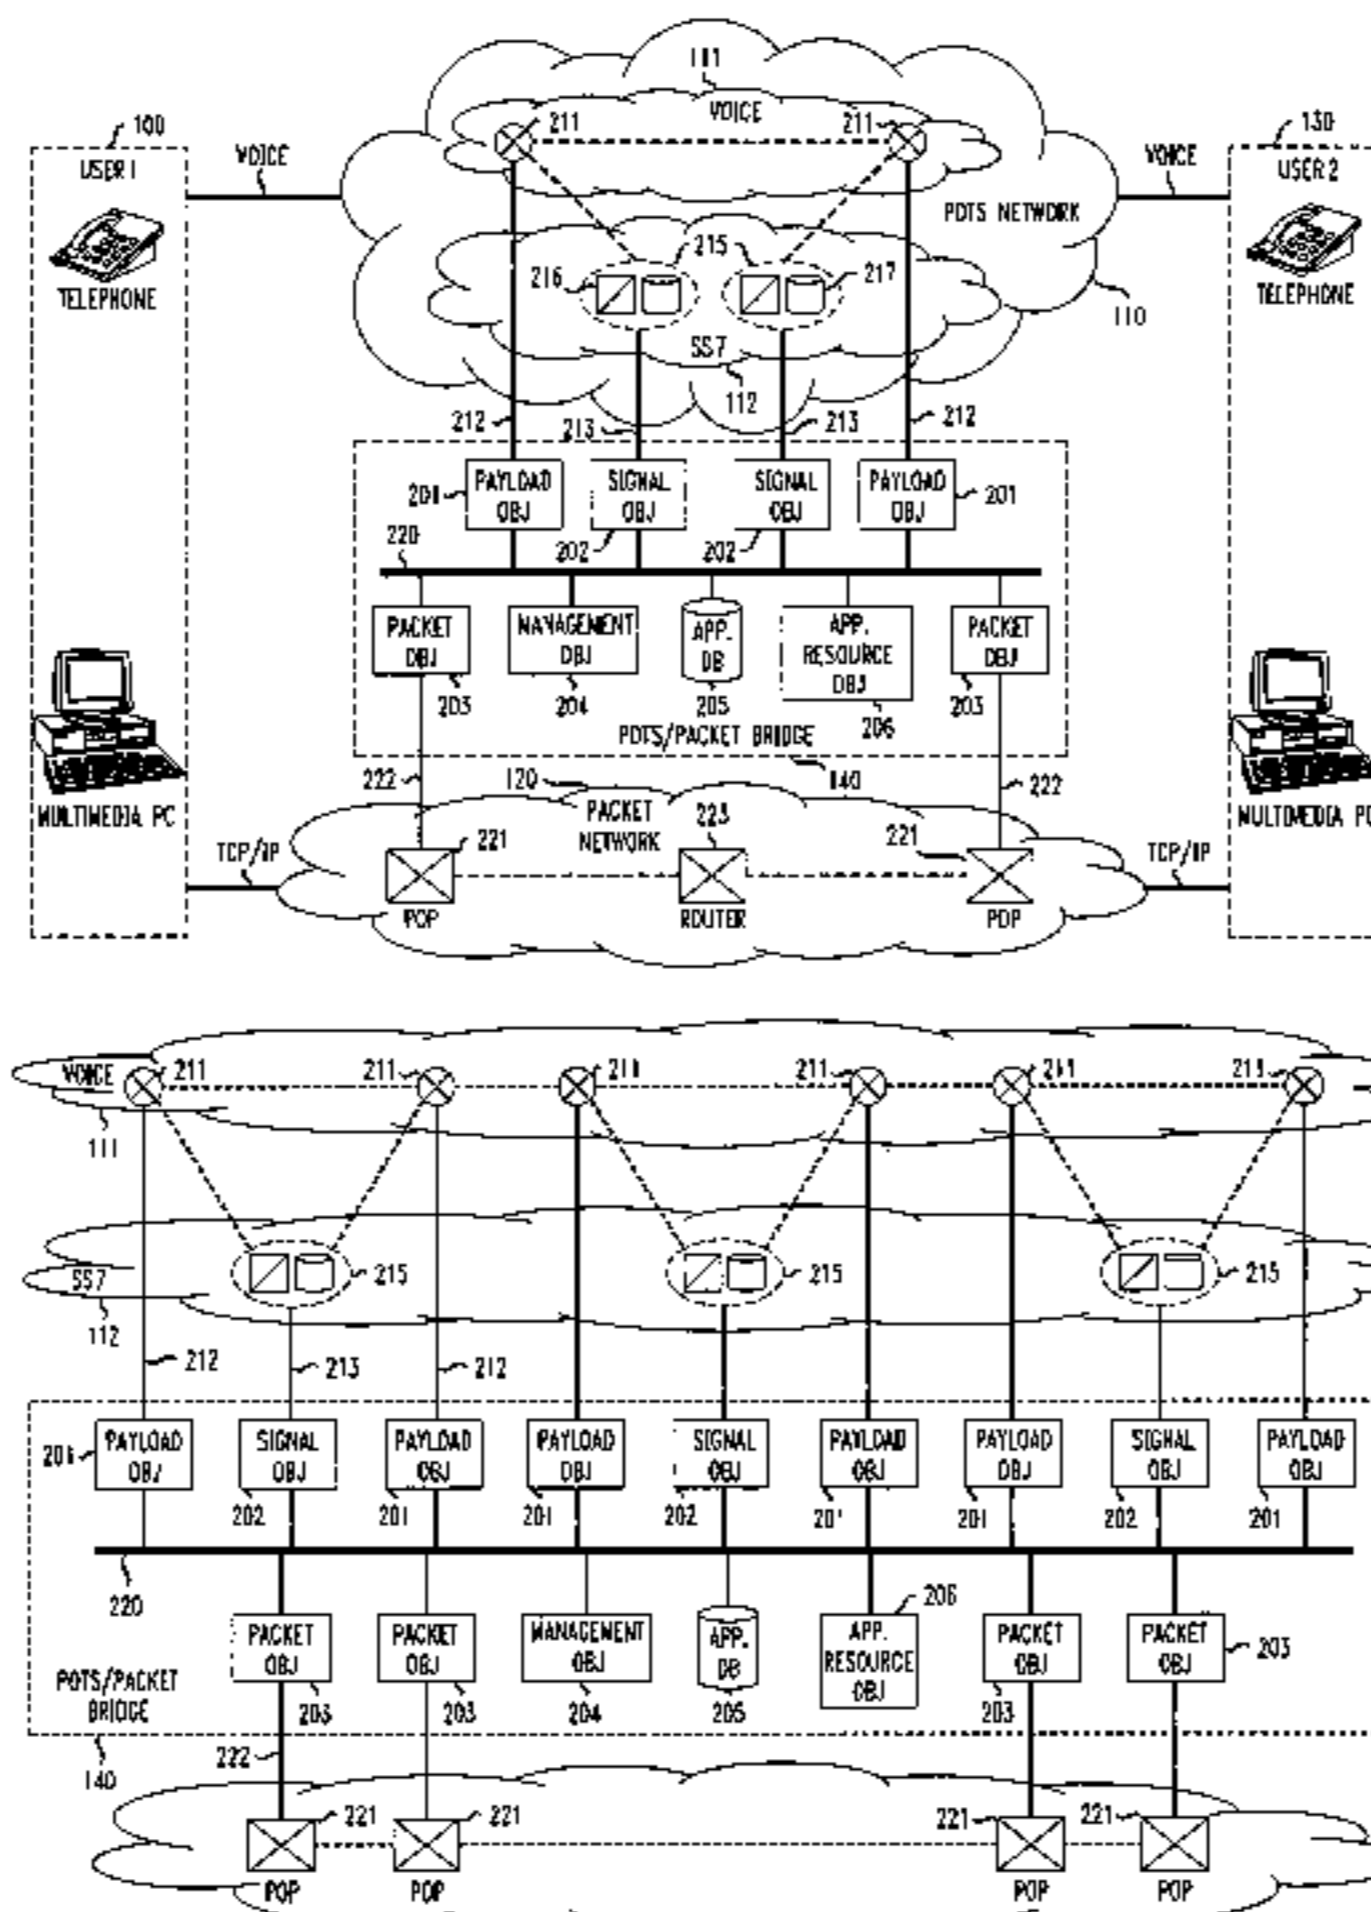 111
VOICE
211
211
100
USER 1
VOICE
VOICE
130
USER 2
POTS NETWORK
TELEPHONE
TELEPHONE
215
216
217
110
SS7
112
212
213
213
212
201
PAYLOAD
OBJ
SIGNAL
OBJ
SIGNAL
OBJ
PAYLOAD
OBJ
201
202
202
220
PACKET
OBJ
MANAGEMENT
OBJ
APP.
DB
APP.
RESOURCE
OBJ
PACKET
OBJ
203
204
205
206
203
POTS/PACKET BRIDGE
222
120
140
222
MULTIMEDIA PC
PACKET
NETWORK
223
221
221
TCP/IP
TCP/IP
POP
ROUTER
POP
VOICE
211
211
211
211
211
211
111
SS7
215
215
215
112
212
213
212
201
PAYLOAD
OBJ
SIGNAL
OBJ
PAYLOAD
OBJ
PAYLOAD
OBJ
SIGNAL
OBJ
PAYLOAD
OBJ
PAYLOAD
OBJ
SIGNAL
OBJ
PAYLOAD
OBJ
202
201
201
202
201
201
202
201
220
206
PACKET
OBJ
PACKET
OBJ
MANAGEMENT
OBJ
APP.
DB
APP.
RESOURCE
OBJ
PACKET
OBJ
PACKET
OBJ
203
203
203
204
205
203
POTS/PACKET
BRIDGE
222
140
221
221
221
221
POP
POP
POP
POP